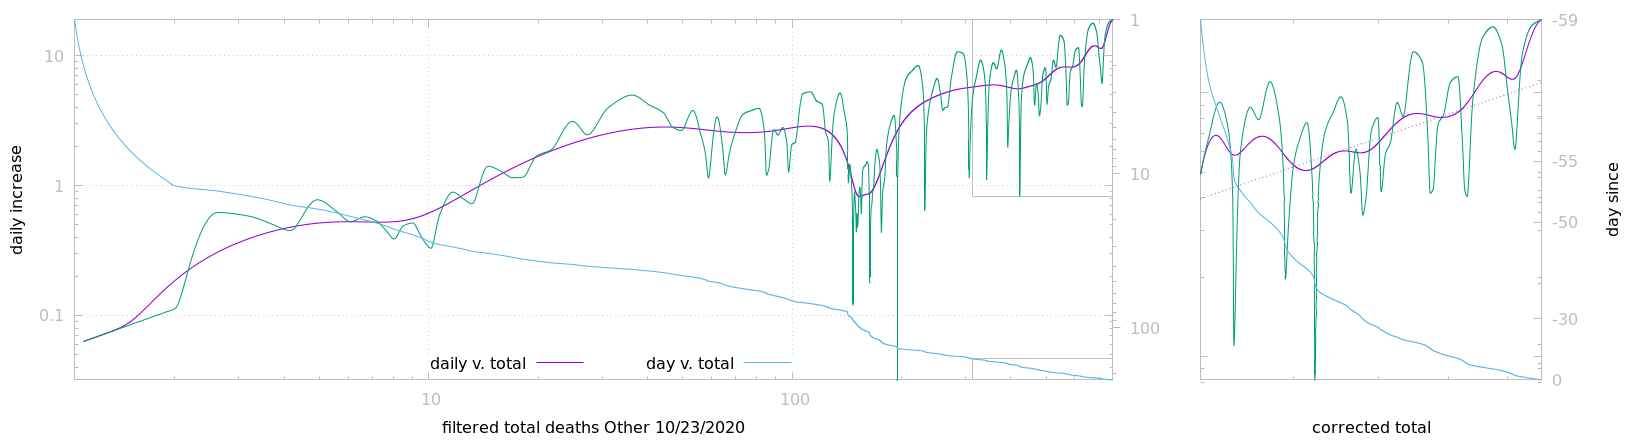 daily increase
10
1
0.1
daily v. total
day v. total
10
100
1
10
100
filtered total deaths Other 10/23/2020
-59
-55
-50
-30
0
day since
corrected total